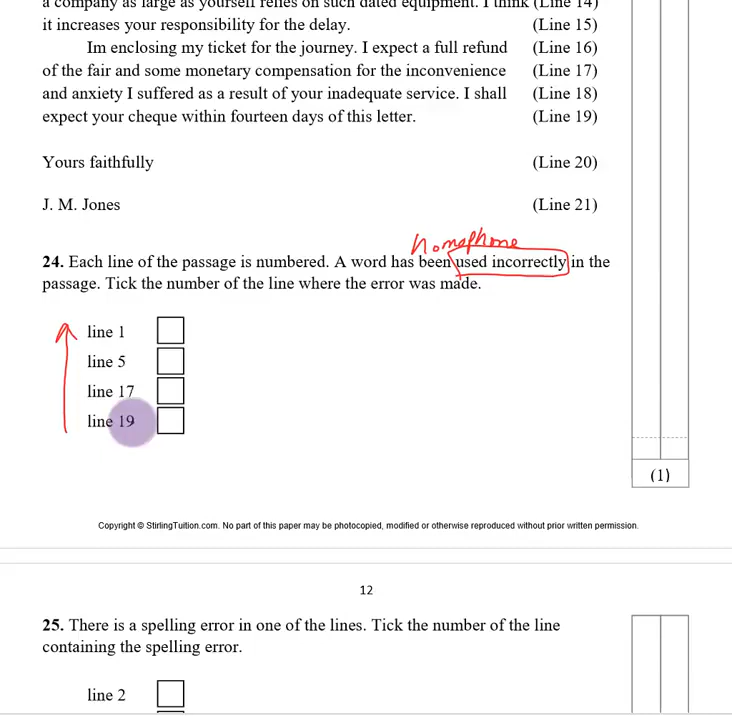 a company as large as yourself relies on such dated equipment. I think (Line 14)
it increases your responsibility for the delay. (Line 15)
Im enclosing my ticket for the journey. I expect a full refund (Line 16)
of the fair and some monetary compensation for the inconvenience (Line 17)
and anxiety I suffered as a result of your inadequate service. I shall (Line 18)
expect your cheque within fourteen days of this letter. (Line 19)
Yours faithfully (Line 20)
J. M. Jones (Line 21)
homophone
24. Each line of the passage is numbered. A word has been used incorrectly in the
passage. Tick the number of the line where the error was made.
line 1
line 5
line 17
line 19
(1)
Copyright © StirlingTuition.com. No part of this paper may be photocopied, modified or otherwise reproduced without prior written permission.
12
25. There is a spelling error in one of the lines. Tick the number of the line
containing the spelling error.
line 2